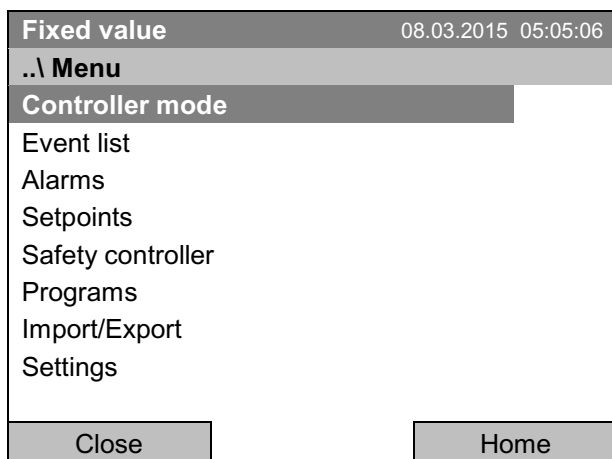 Fixed value 08.03.2015 05:05:06
..\ Menu
Controller mode
Event list
Alarms
Setpoints
Safety controller
Programs
Import/Export
Settings
Close Home